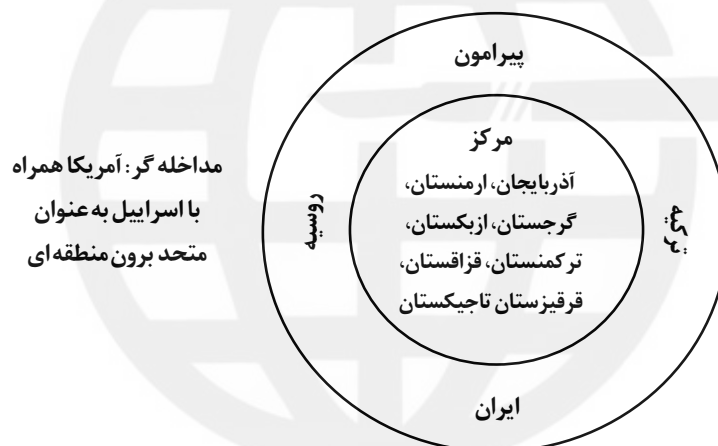 پیرامون
مرکز
آذربایجان، ارمنستان،
گرجستان، ازبکستان،
ترکمنستان، قزاقستان،
قرقیزستان تاجیکستان
ترکیه
روسیه
ایران
مداخله گر: آمریکا همراه
با اسراییل به عنوان
متحد برون منطقه ای